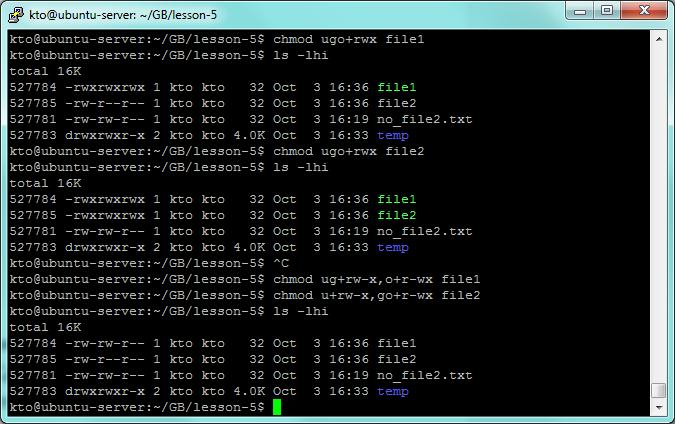 kto@ubuntu-server: ~/GB/lesson-5
kto@ubuntu-server:~/GB/lesson-5$ chmod ugo+rwx file1
kto@ubuntu-server:~/GB/lesson-5$ ls -lhi
total 16K
527784 -rwxrwxrwx 1 kto kto   32 Oct  3 16:36 file1
527785 -rw-r--r-- 1 kto kto   32 Oct  3 16:36 file2
527781 -rw-rw-r-- 1 kto kto   32 Oct  3 16:19 no_file2.txt
527783 drwxrwxr-x 2 kto kto 4.0K Oct  3 16:33 temp
kto@ubuntu-server:~/GB/lesson-5$ chmod ugo+rwx file2
kto@ubuntu-server:~/GB/lesson-5$ ls -lhi
total 16K
527784 -rwxrwxrwx 1 kto kto   32 Oct  3 16:36 file1
527785 -rwxrwxrwx 1 kto kto   32 Oct  3 16:36 file2
527781 -rw-rw-r-- 1 kto kto   32 Oct  3 16:19 no_file2.txt
527783 drwxrwxr-x 2 kto kto 4.0K Oct  3 16:33 temp
kto@ubuntu-server:~/GB/lesson-5$ ^C
kto@ubuntu-server:~/GB/lesson-5$ chmod ug+rw-x,o+r-wx file1
kto@ubuntu-server:~/GB/lesson-5$ chmod u+rw-x,go+r-wx file2
kto@ubuntu-server:~/GB/lesson-5$ ls -lhi
total 16K
527784 -rw-rw-r-- 1 kto kto   32 Oct  3 16:36 file1
527785 -rw-r--r-- 1 kto kto   32 Oct  3 16:36 file2
527781 -rw-rw-r-- 1 kto kto   32 Oct  3 16:19 no_file2.txt
527783 drwxrwxr-x 2 kto kto 4.0K Oct  3 16:33 temp
kto@ubuntu-server:~/GB/lesson-5$